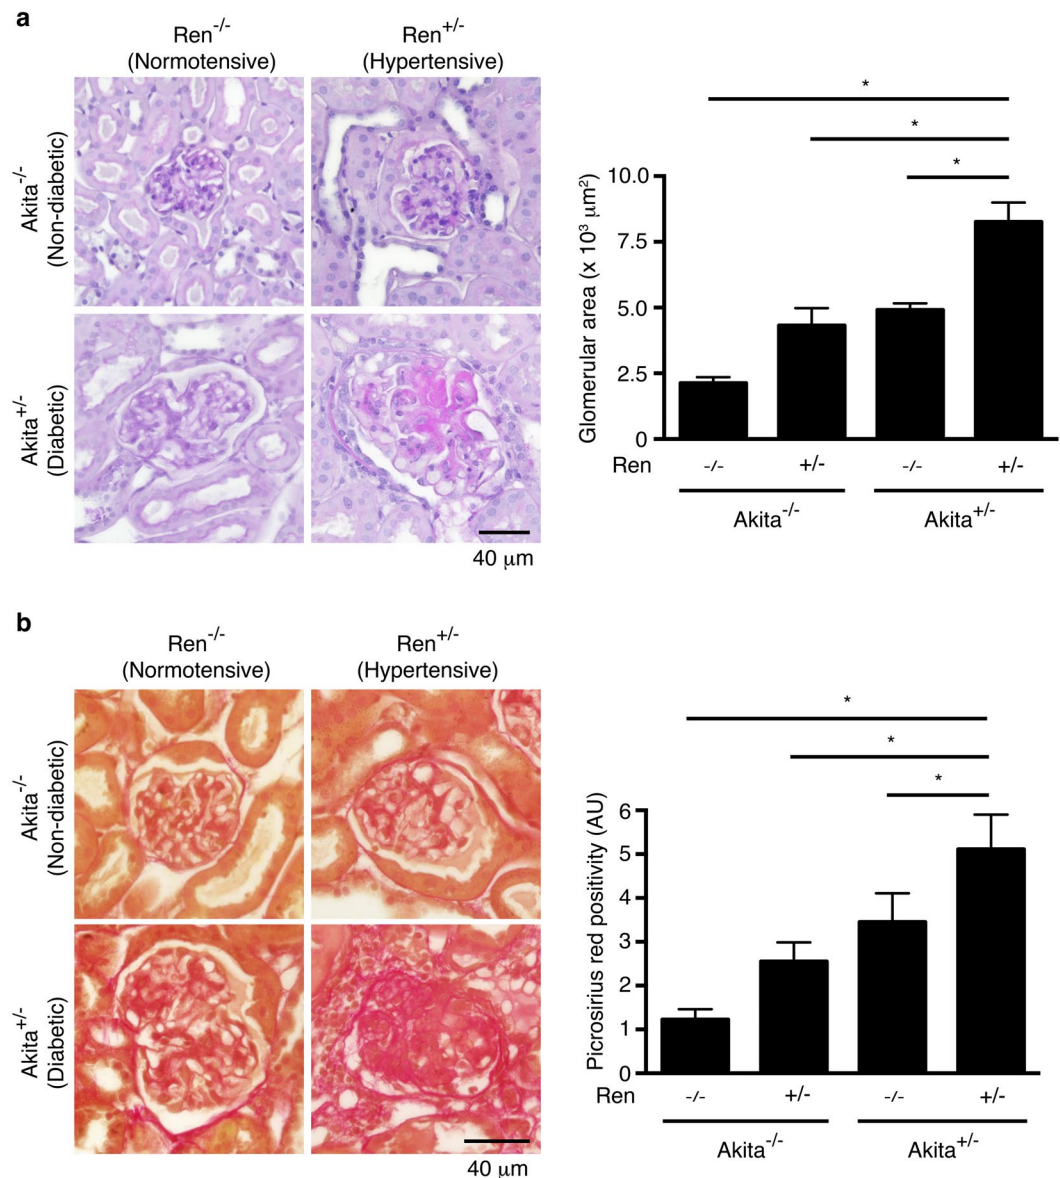 a
Ren-/-
(Normotensive)
Ren+/-
(Hypertensive)
Akita-/-
(Non-diabetic)
Akita+/-
(Diabetic)
40 μm
*
*
*
Glomerular area (x 10³ μm²)
10.0
7.5
5.0
2.5
0
Ren -/- +/- -/- +/-
Akita-/- Akita+/-
b
Ren-/-
(Normotensive)
Ren+/-
(Hypertensive)
Akita-/-
(Non-diabetic)
Akita+/-
(Diabetic)
40 μm
*
*
*
Picrosirius red positivity (AU)
6
5
4
3
2
1
0
Ren -/- +/- -/- +/-
Akita-/- Akita+/-